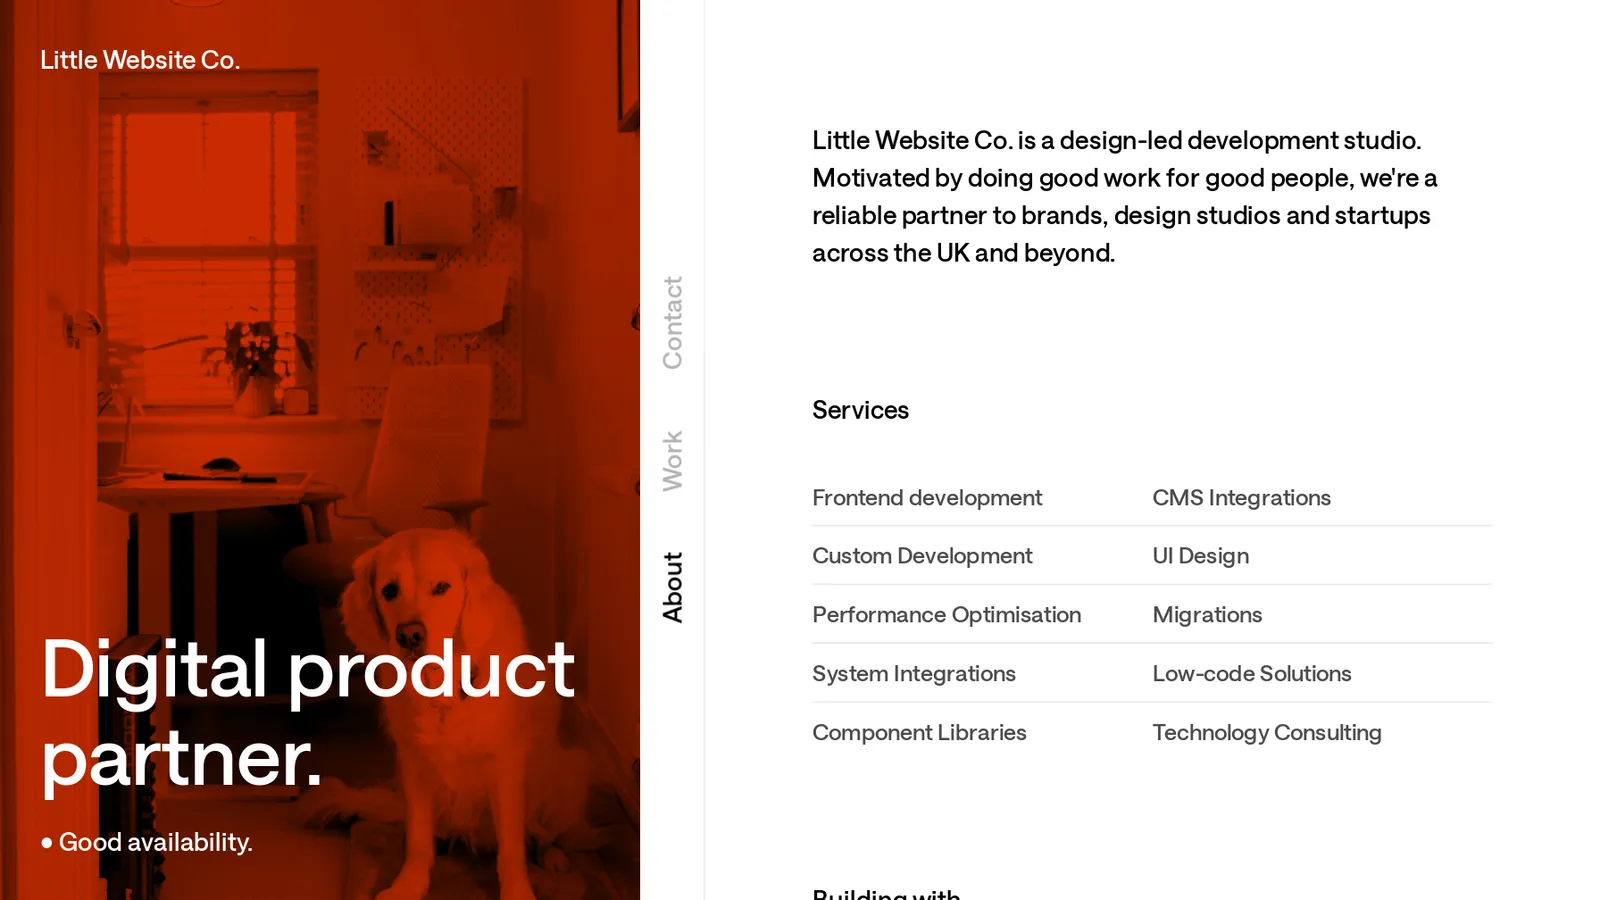 Little Website Co.
Digital product
partner.
• Good availability.
Contact
Work
About
Little Website Co. is a design-led development studio.
Motivated by doing good work for good people, we're a
reliable partner to brands, design studios and startups
across the UK and beyond.
Services
Frontend development
CMS Integrations
Custom Development
UI Design
Performance Optimisation
Migrations
System Integrations
Low-code Solutions
Component Libraries
Technology Consulting
Building with